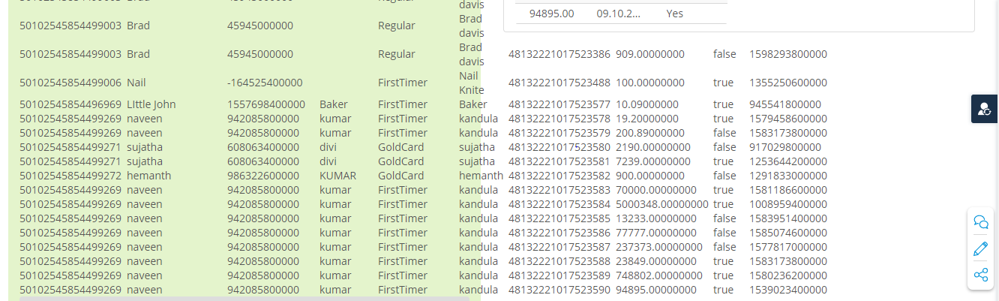 davis
94895.00 09.10.2... Yes
Brad
50102545854499003 Brad 45945000000 Regular
davis
Brad
50102545854499003 Brad 45945000000 Regular 48132221017523386 909.00000000 false 1598293800000
davis
Nail
50102545854499006 Nail -164525400000 FirstTimer 48132221017523488 100.00000000 true 1355250600000
Knite
50102545854496969 LIttle John 1557698400000 Baker FirstTimer Baker 48132221017523577 10.09000000 true 945541800000
50102545854499269 naveen 942085800000 kumar FirstTimer kandula 48132221017523578 19.20000000 true 1579458600000
50102545854499269 naveen 942085800000 kumar FirstTimer kandula 48132221017523579 200.89000000 false 1583173800000
50102545854499271 sujatha 608063400000 divi GoldCard sujatha 48132221017523580 2190.00000000 false 917029800000
50102545854499271 sujatha 608063400000 divi GoldCard sujatha 48132221017523581 7239.00000000 true 1253644200000
50102545854499272 hemanth 986322600000 KUMAR GoldCard hemanth 48132221017523582 900.00000000 false 1291833000000
50102545854499269 naveen 942085800000 kumar FirstTimer kandula 48132221017523583 70000.00000000 true 1581186600000
50102545854499269 naveen 942085800000 kumar FirstTimer kandula 48132221017523584 5000348.00000000 true 1008959400000
50102545854499269 naveen 942085800000 kumar FirstTimer kandula 48132221017523585 13233.00000000 false 1583951400000
50102545854499269 naveen 942085800000 kumar FirstTimer kandula 48132221017523586 77777.00000000 false 1585074600000
50102545854499269 naveen 942085800000 kumar FirstTimer kandula 48132221017523587 237373.00000000 false 1577817000000
50102545854499269 naveen 942085800000 kumar FirstTimer kandula 48132221017523588 23849.00000000 true 1583173800000
50102545854499269 naveen 942085800000 kumar FirstTimer kandula 48132221017523589 748802.00000000 true 1580236200000
50102545854499269 naveen 942085800000 kumar FirstTimer kandula 48132221017523590 94895.00000000 true 1539023400000